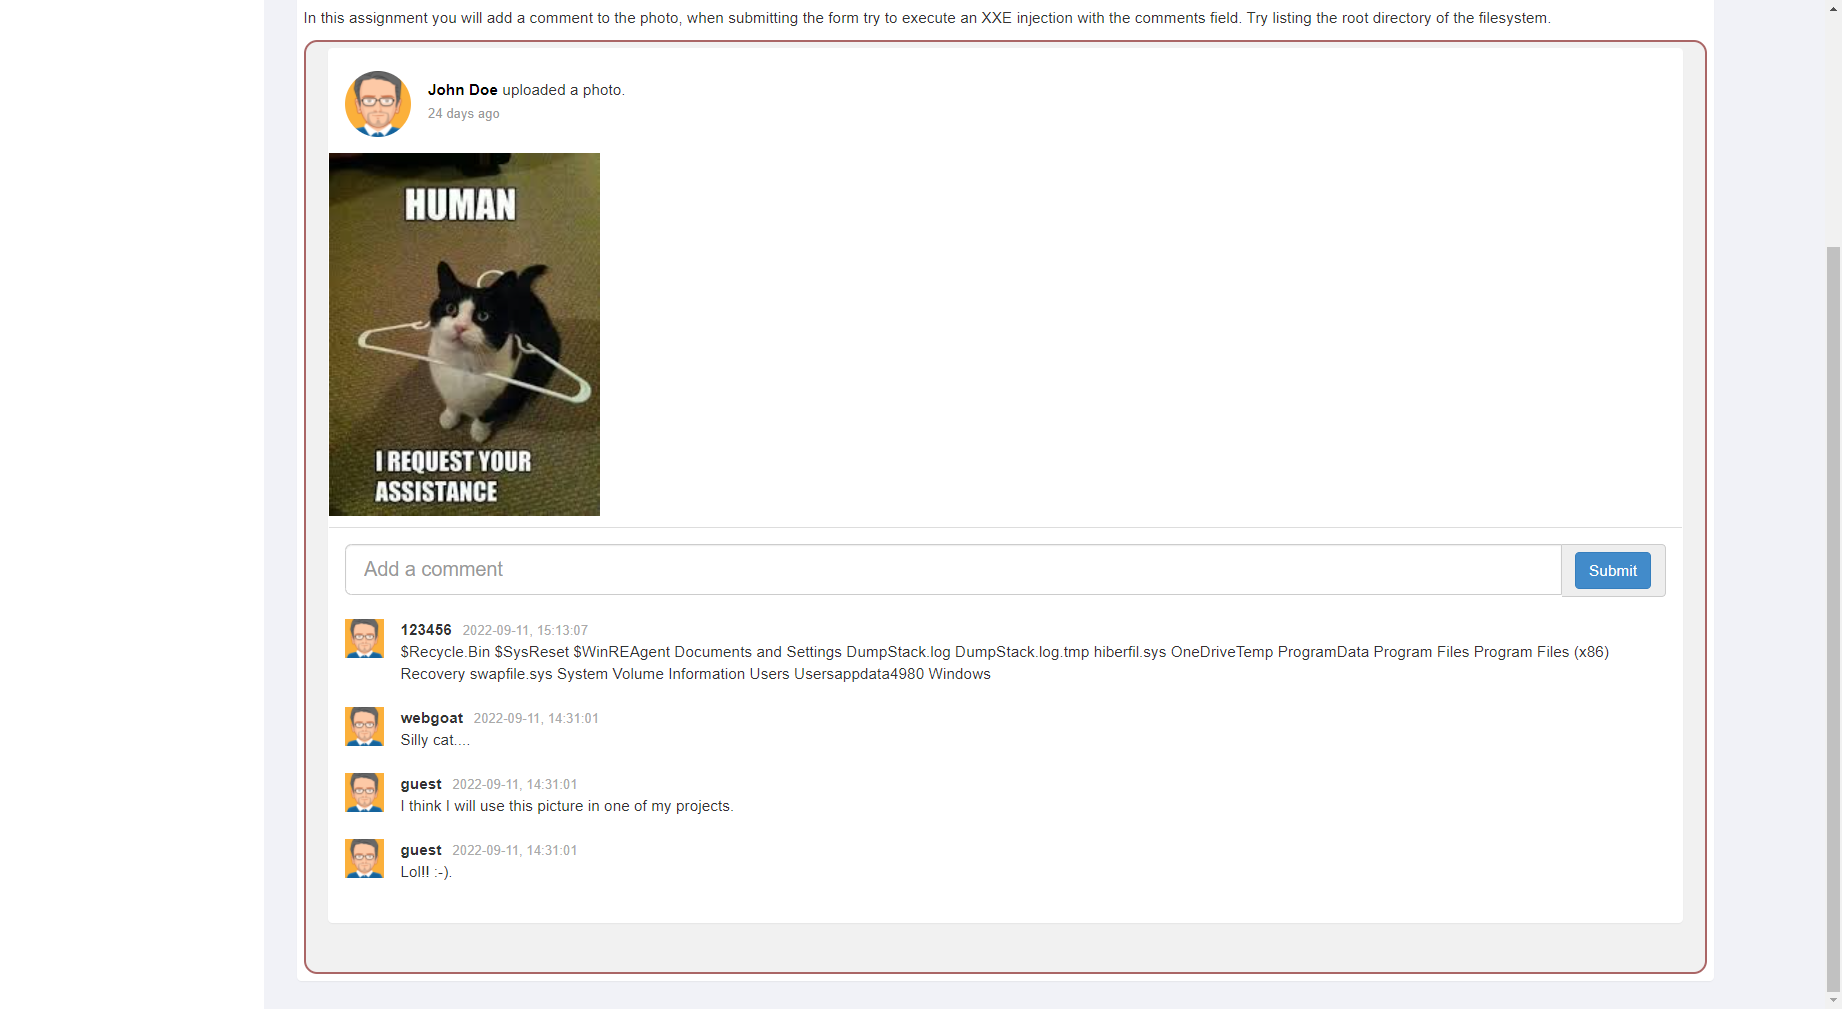 In this assignment you will add a comment to the photo, when submitting the form try to execute an XXE injection with the comments field. Try listing the root directory of the filesystem.
John Doe uploaded a photo.
24 days ago
HUMAN
I REQUEST YOUR
ASSISTANCE
Add a comment
Submit
123456 2022-09-11, 15:13:07
$Recycle.Bin $SysReset $WinREAgent Documents and Settings DumpStack.log DumpStack.log.tmp hiberfil.sys OneDriveTemp ProgramData Program Files Program Files (x86)
Recovery swapfile.sys System Volume Information Users Usersappdata4980 Windows
webgoat 2022-09-11, 14:31:01
Silly cat....
guest 2022-09-11, 14:31:01
I think I will use this picture in one of my projects.
guest 2022-09-11, 14:31:01
Lol!! :-).